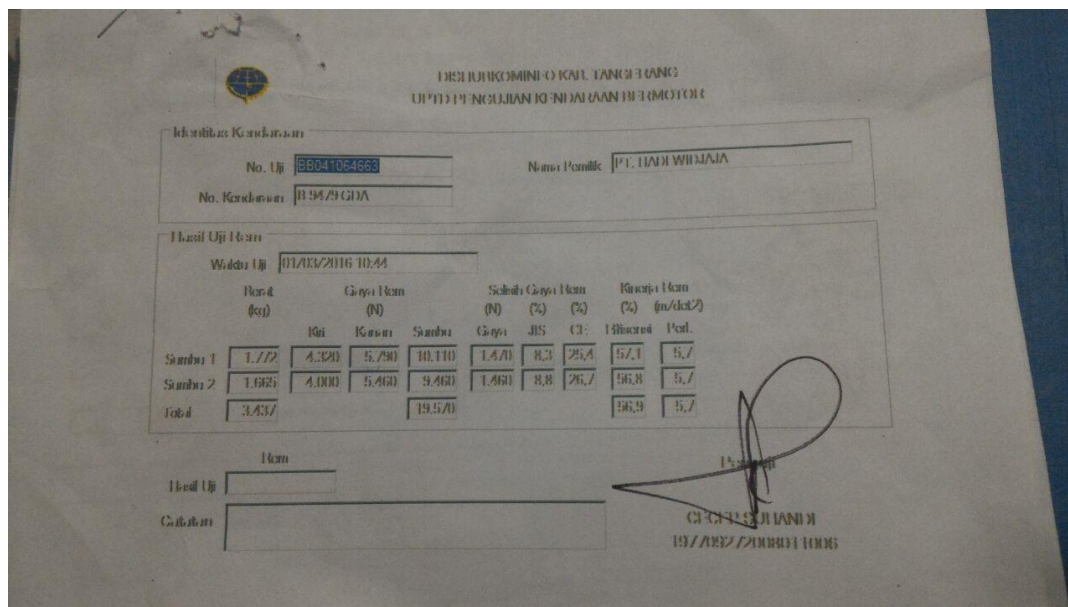 DISHUBKOMINFO KAB. TANGERANG
UPTD PENGUJIAN KENDARAAN BERMOTOR
Identitas Kendaraan
No. Uji BB041064663 Nama Pemilik PT. HADI WIDJAJA
No. Kendaraan B 9479 GDA
Hasil Uji Rem
Waktu Uji 01/03/2016 10:44
Berat Gaya Rem Selisih Gaya Rem Kinerja Rem
(kg) (N) (N) (%) (%) (%) (m/det2)
Kiri Kanan Sumbu Gaya JIS CE Efisiensi Perl.
Sumbu 1 1.772 4.320 5.790 10.110 1.470 8,3 25,4 57,1 5,7
Sumbu 2 1.665 4.000 5.460 9.460 1.460 8,8 26,7 56,8 5,7
Total 3.437 19.570 56,9 5,7
Rem
Hasil Uji Penguji
Catatan CECEP SUHANDI
197709272008011006